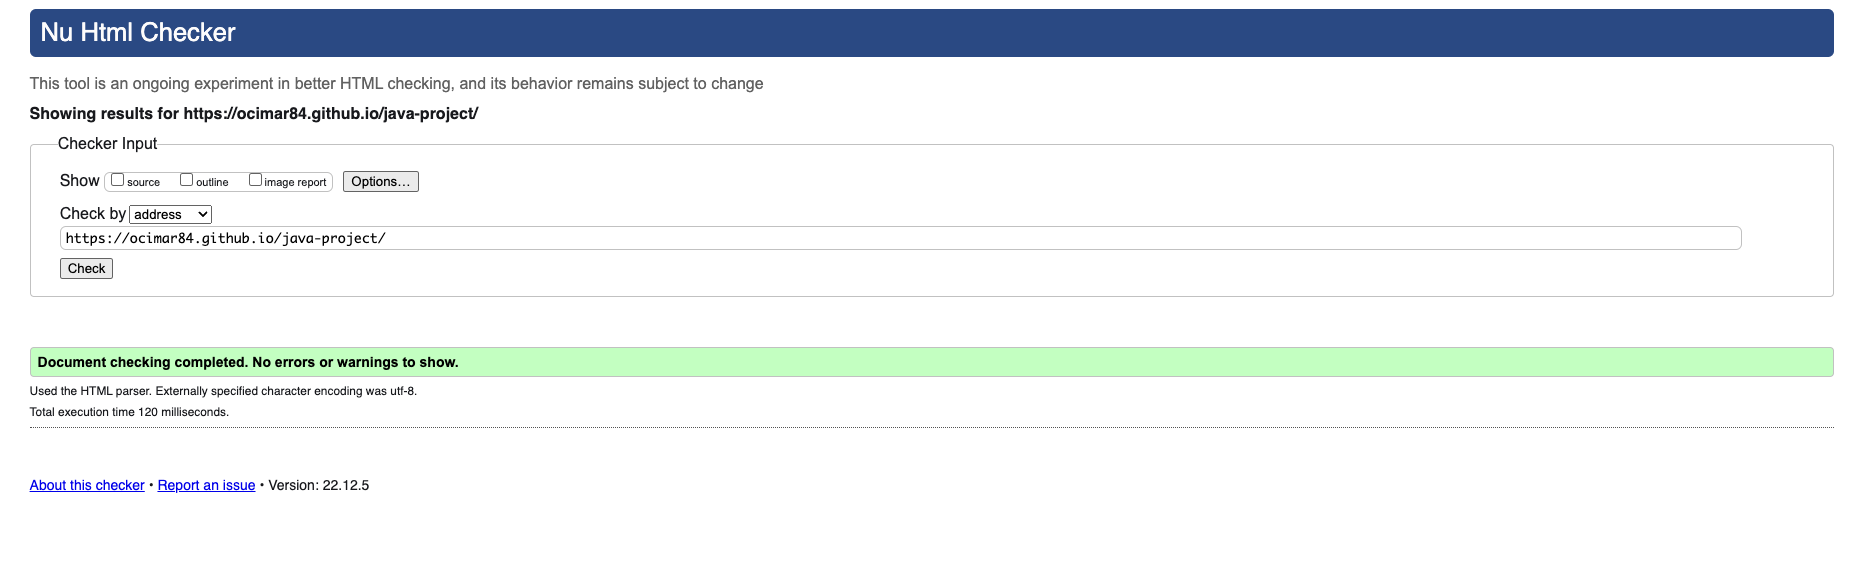 Nu Html Checker
This tool is an ongoing experiment in better HTML checking, and its behavior remains subject to change
Showing results for https://ocimar84.github.io/java-project/
Checker Input
Show source outline image report Options...
Check by address
https://ocimar84.github.io/java-project/
Check
Document checking completed. No errors or warnings to show.
Used the HTML parser. Externally specified character encoding was utf-8.
Total execution time 120 milliseconds.
About this checker • Report an issue • Version: 22.12.5